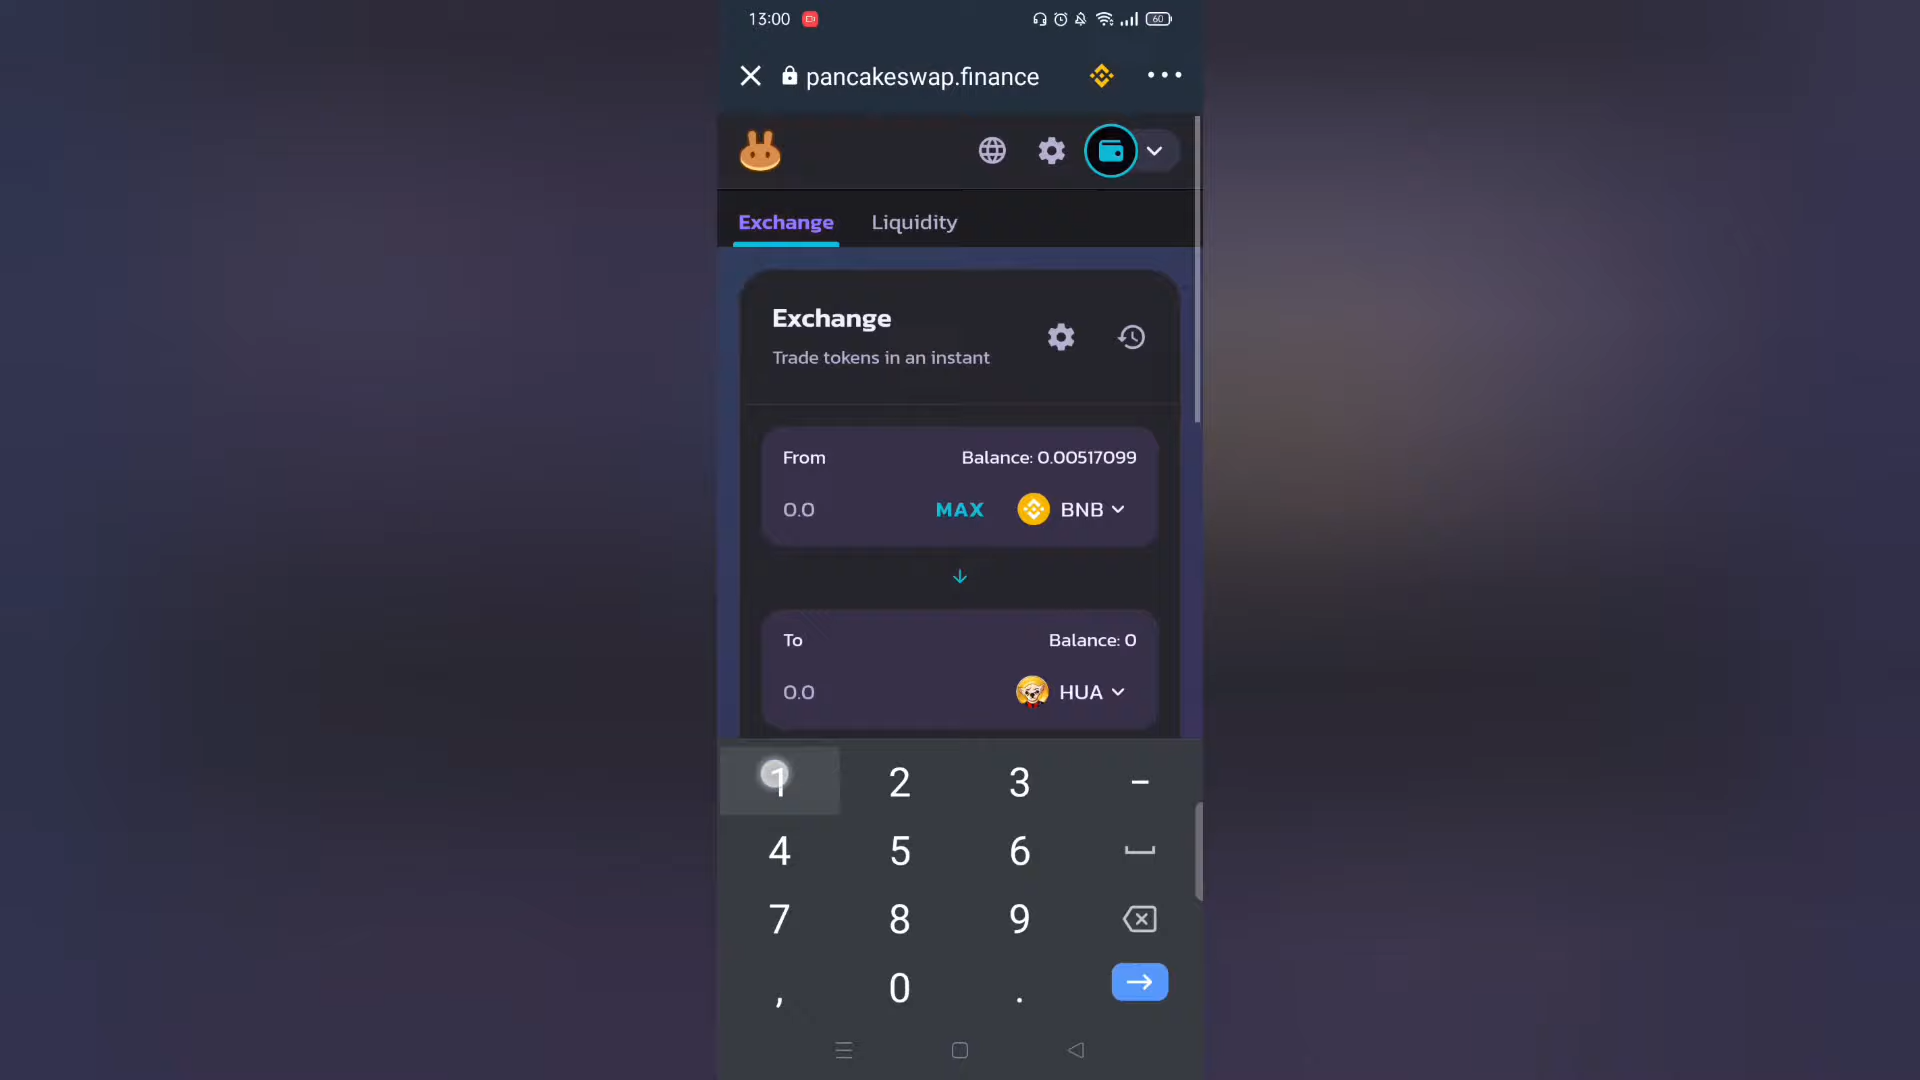 13:00
60
pancakeswap.finance
Exchange Liquidity
Exchange
Trade tokens in an instant
From Balance: 0.00517099
0.0 MAX BNB
To Balance: 0
0.0 HUA
1 2 3 -
4 5 6
7 8 9
, 0 .